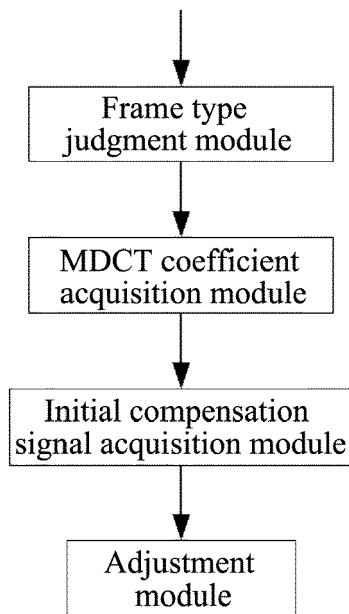 Frame type
judgment module
MDCT coefficient
acquisition module
Initial compensation
signal acquisition module
Adjustment
module